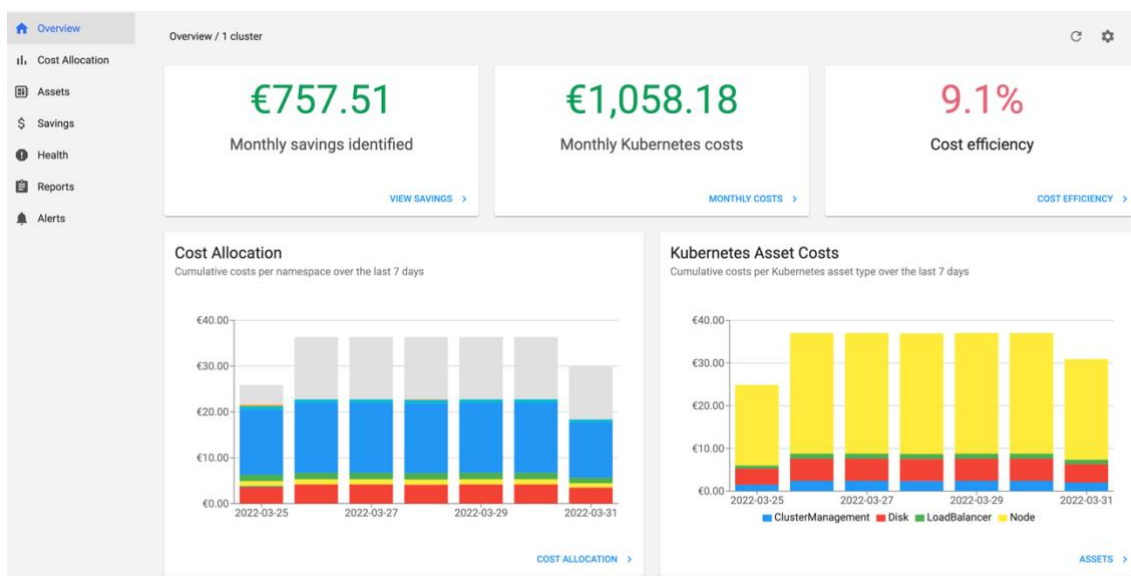 Overview
Cost Allocation
Assets
Savings
Health
Reports
Alerts
Overview / 1 cluster
€757.51
Monthly savings identified
VIEW SAVINGS >
€1,058.18
Monthly Kubernetes costs
MONTHLY COSTS >
9.1%
Cost efficiency
COST EFFICIENCY >
Cost Allocation
Cumulative costs per namespace over the last 7 days
€40.00
€30.00
€20.00
€10.00
€0.00
2022-03-25 2022-03-27 2022-03-29 2022-03-31
COST ALLOCATION >
Kubernetes Asset Costs
Cumulative costs per Kubernetes asset type over the last 7 days
€40.00
€30.00
€20.00
€10.00
€0.00
2022-03-25 2022-03-27 2022-03-29 2022-03-31
ClusterManagement Disk LoadBalancer Node
ASSETS >